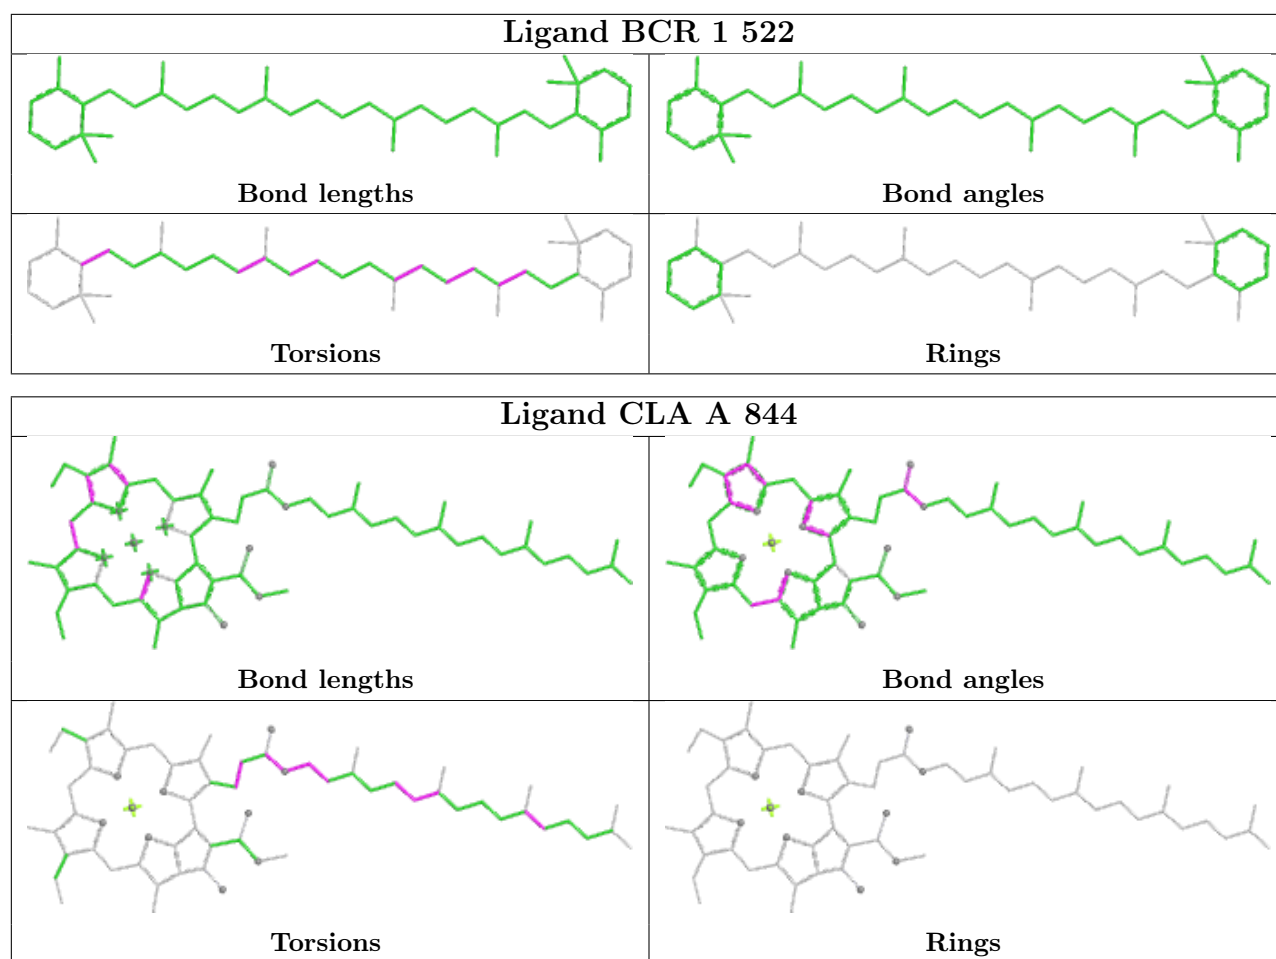 Ligand BCR 1 522
Bond lengths
Bond angles
Torsions
Rings
Ligand CLA A 844
Bond lengths
Bond angles
Torsions
Rings